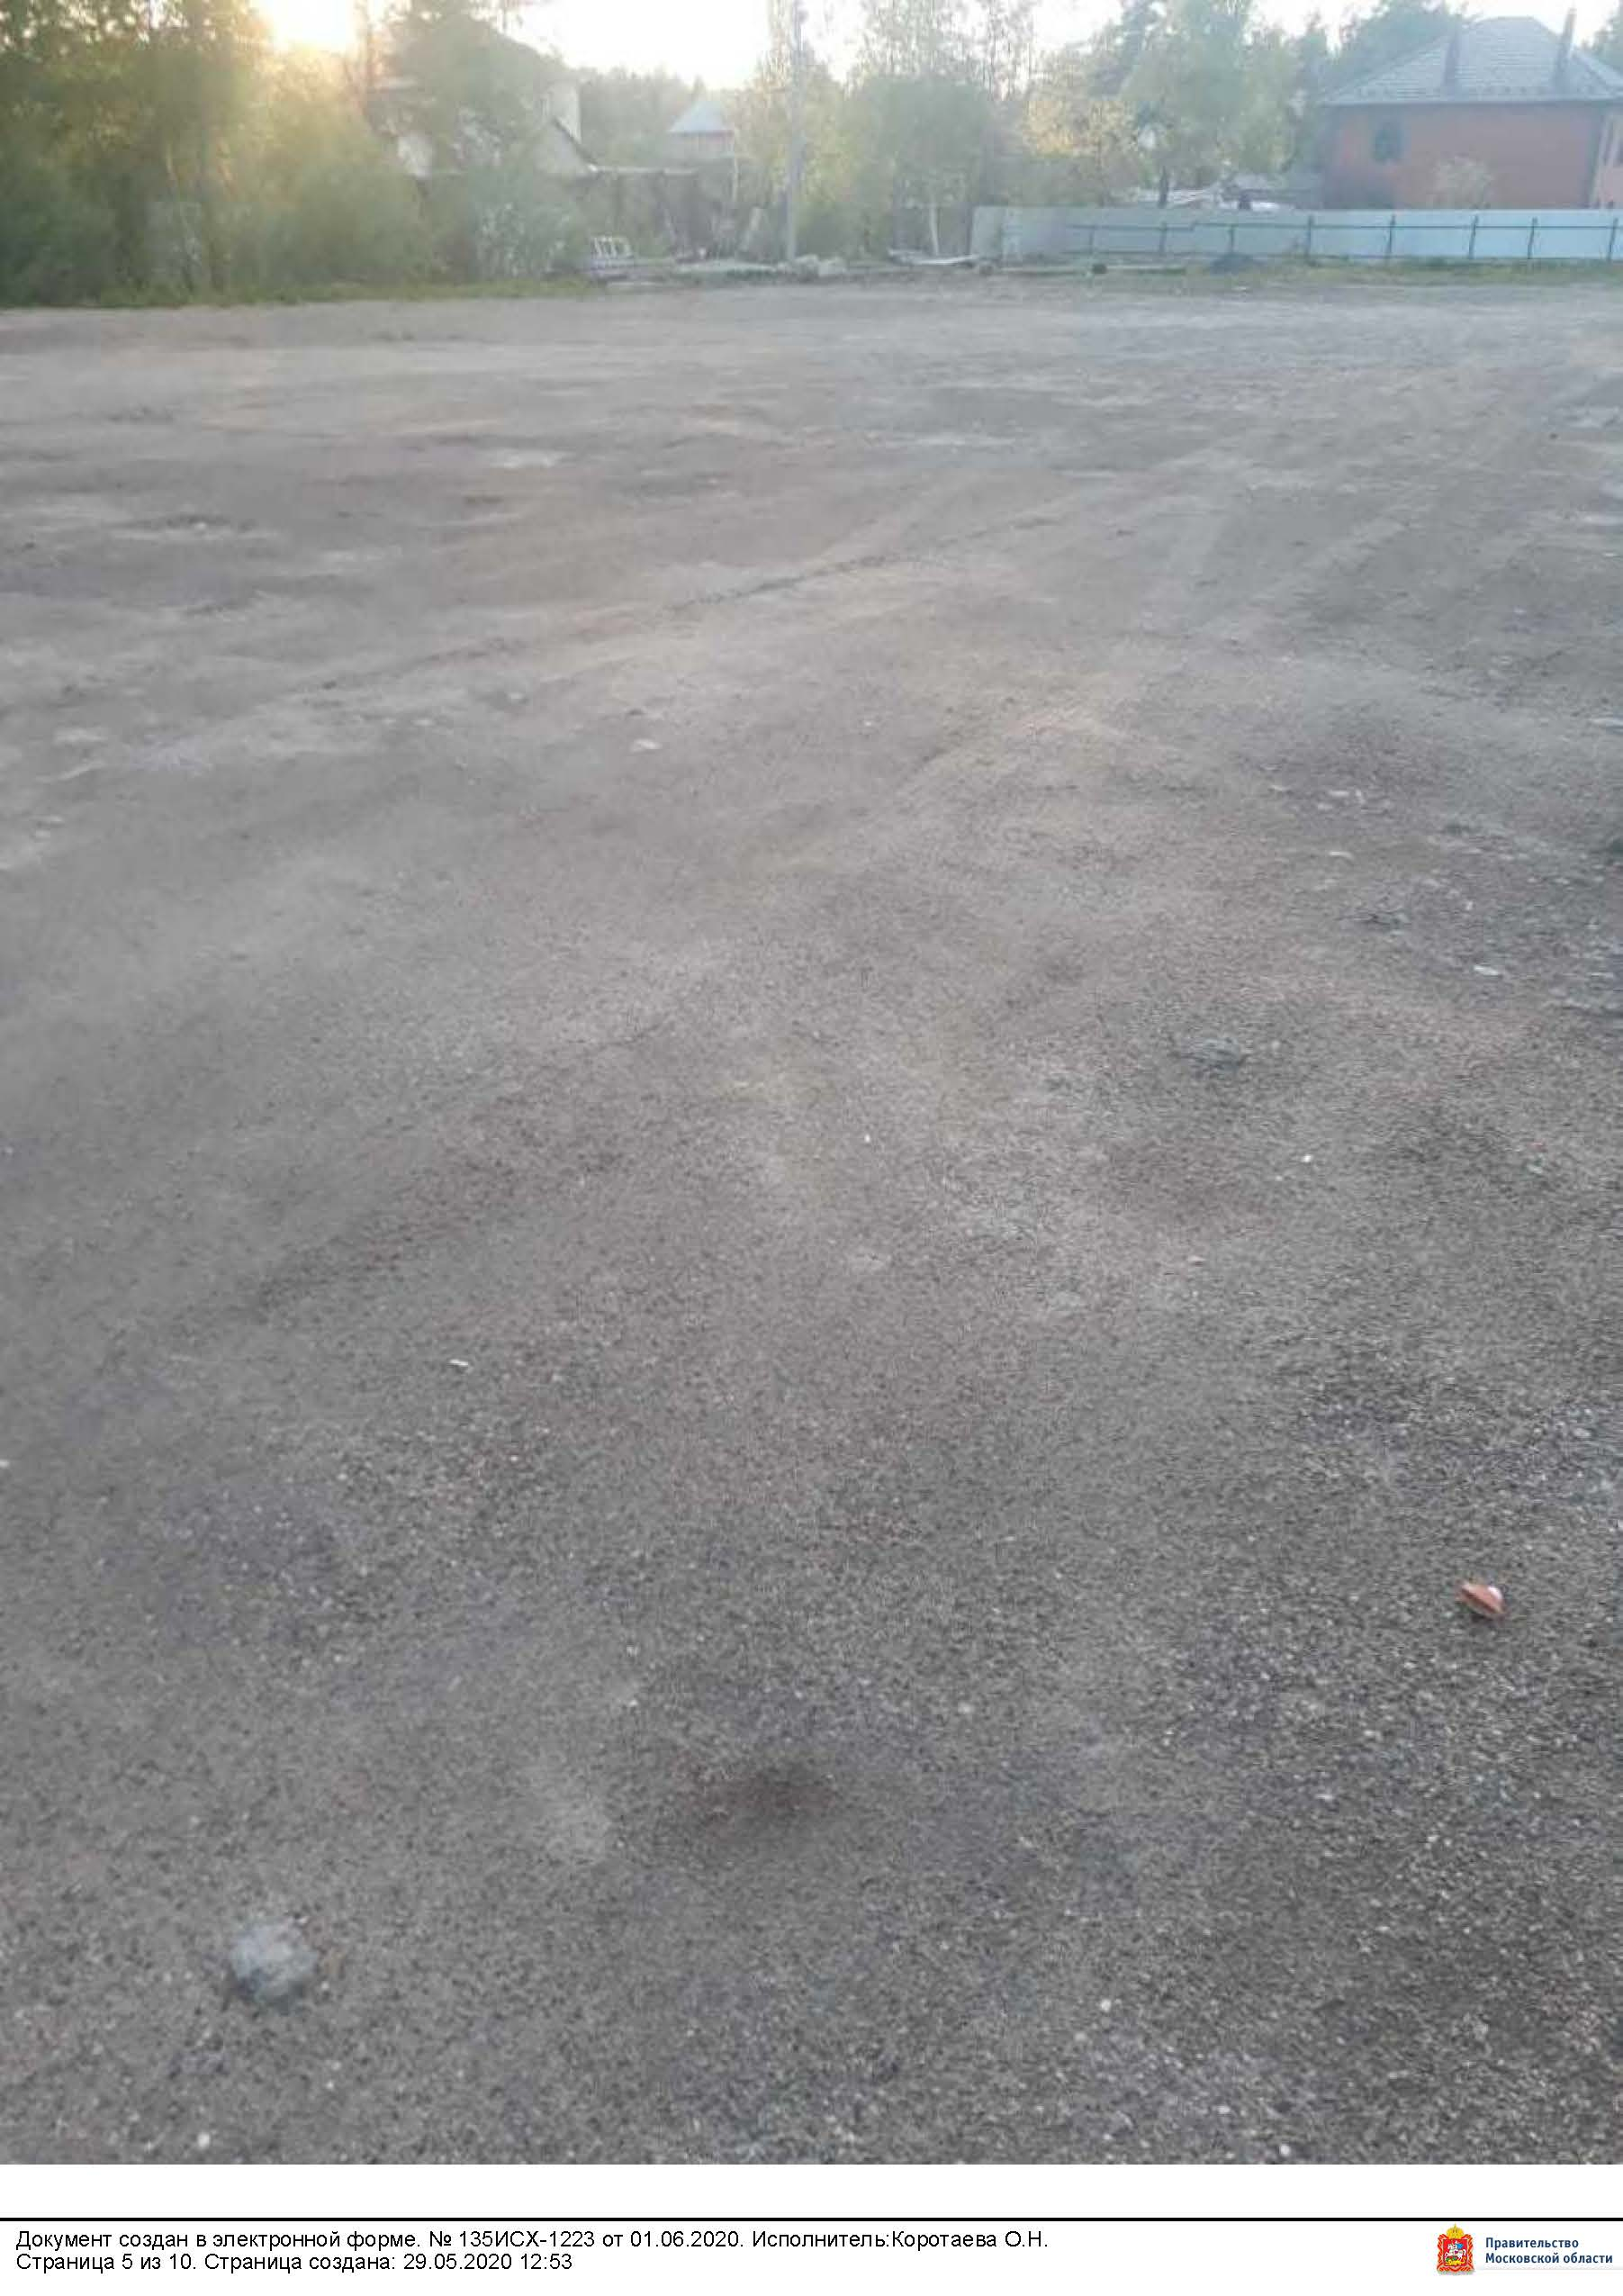 Документ создан в электронной форме. № 135ИСХ-1223 от 01.06.2020. Исполнитель:Коротаева О.Н.
Страница 5 из 10. Страница создана: 29.05.2020 12:53
Правительство
Московской области